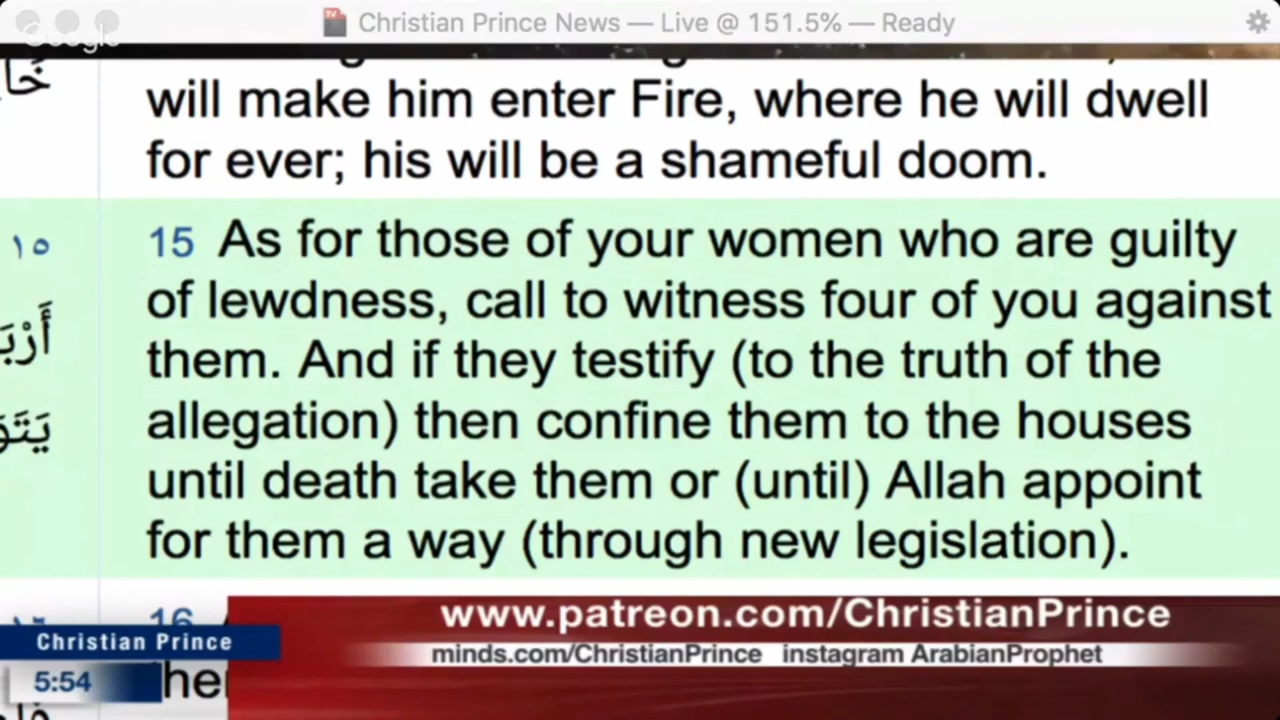 Christian Prince News — Live @ 151.5% — Ready
Google
will make him enter Fire, where he will dwell
for ever; his will be a shameful doom.
١٥
15 As for those of your women who are guilty
of lewdness, call to witness four of you against
them. And if they testify (to the truth of the
allegation) then confine them to the houses
until death take them or (until) Allah appoint
for them a way (through new legislation).
16
www.patreon.com/ChristianPrince
Christian Prince
minds.com/ChristianPrince instagram ArabianProphet
5:54